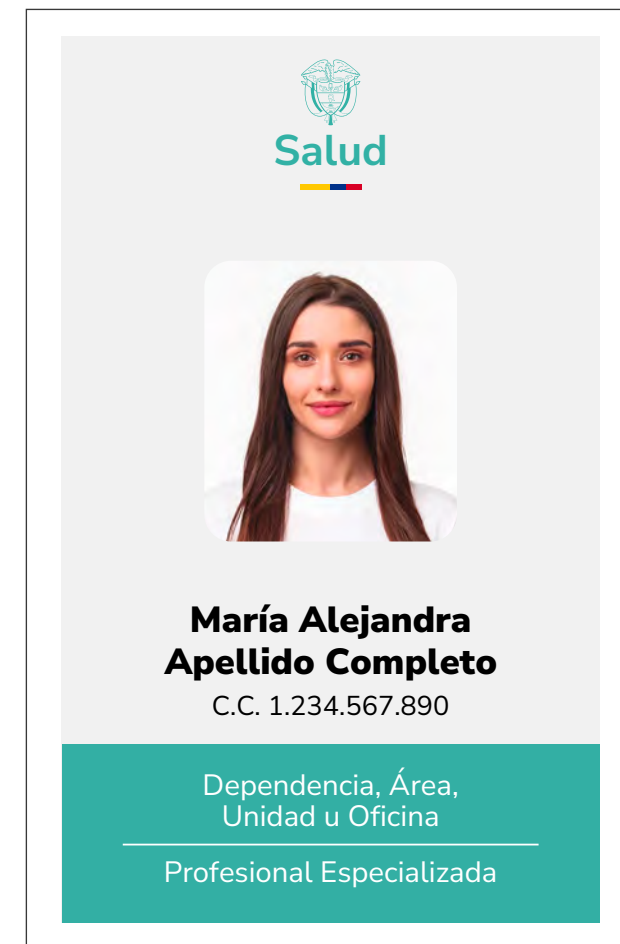 Salud
María Alejandra
Apellido Completo
C.C. 1.234.567.890
Dependencia, Área,
Unidad u Oficina
Profesional Especializada